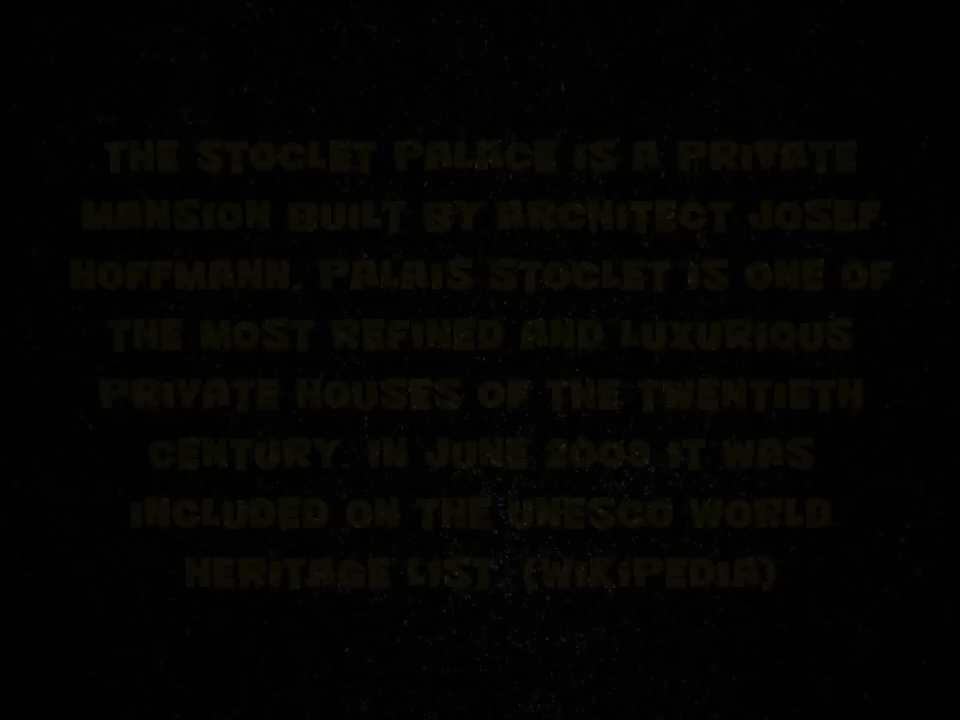 THE STOCLET PALACE IS A PRIVATE
MANSION BUILT BY ARCHITECT JOSEF
HOFFMANN. PALAIS STOCLET IS ONE OF
THE MOST REFINED AND LUXURIOUS
PRIVATE HOUSES OF THE TWENTIETH
CENTURY. IN JUNE 2009 IT WAS
INCLUDED ON THE UNESCO WORLD
HERITAGE LIST. (WIKIPEDIA)